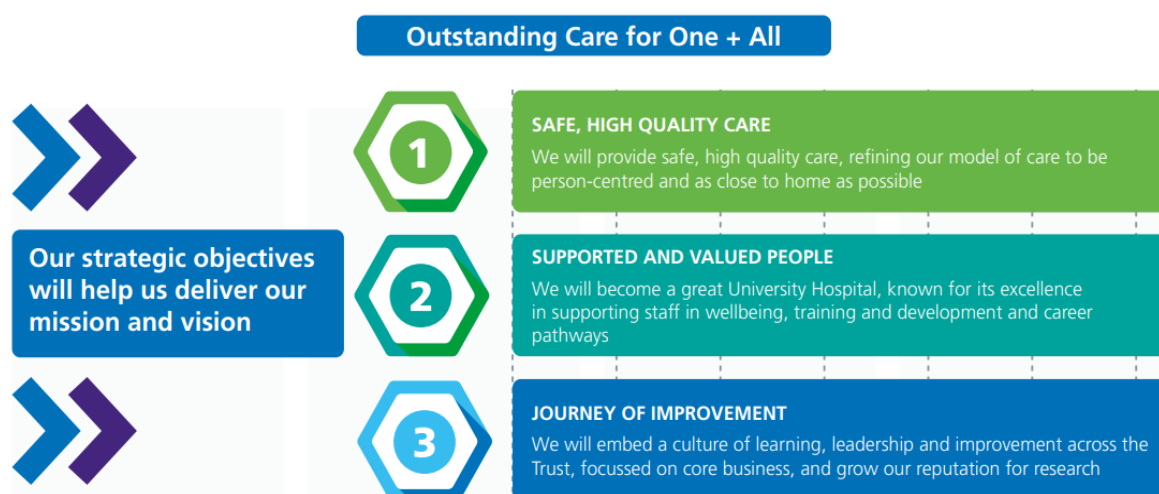 Outstanding Care for One + All
Our strategic objectives
will help us deliver our
mission and vision
1
SAFE, HIGH QUALITY CARE
We will provide safe, high quality care, refining our model of care to be
person-centred and as close to home as possible
2
SUPPORTED AND VALUED PEOPLE
We will become a great University Hospital, known for its excellence
in supporting staff in wellbeing, training and development and career
pathways
3
JOURNEY OF IMPROVEMENT
We will embed a culture of learning, leadership and improvement across the
Trust, focussed on core business, and grow our reputation for research